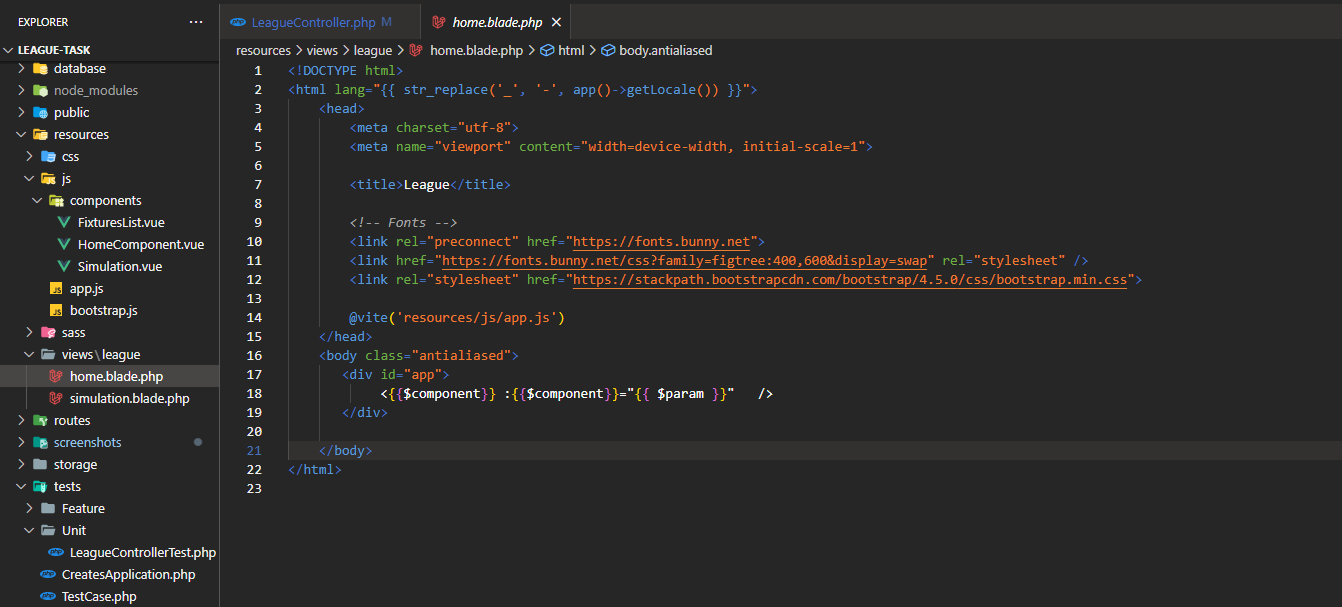 EXPLORER ...
LEAGUE-TASK
database
node_modules
public
resources
css
js
components
FixturesList.vue
HomeComponent.vue
Simulation.vue
app.js
bootstrap.js
sass
views\league
home.blade.php
simulation.blade.php
routes
screenshots
storage
tests
Feature
Unit
LeagueControllerTest.php
CreatesApplication.php
TestCase.php
LeagueController.php M
home.blade.php
resources > views > league > home.blade.php > html > body.antialiased
1 <!DOCTYPE html>
2 <html lang="{{ str_replace('_', '-', app()->getLocale()) }}">
3 <head>
4 <meta charset="utf-8">
5 <meta name="viewport" content="width=device-width, initial-scale=1">
6
7 <title>League</title>
8
9 <!-- Fonts -->
10 <link rel="preconnect" href="https://fonts.bunny.net">
11 <link href="https://fonts.bunny.net/css?family=figtree:400,600&display=swap" rel="stylesheet" />
12 <link rel="stylesheet" href="https://stackpath.bootstrapcdn.com/bootstrap/4.5.0/css/bootstrap.min.css">
13
14 @vite('resources/js/app.js')
15 </head>
16 <body class="antialiased">
17 <div id="app">
18 <{{$component}} :{{$component}}="{{ $param }}" />
19 </div>
20
21 </body>
22 </html>
23